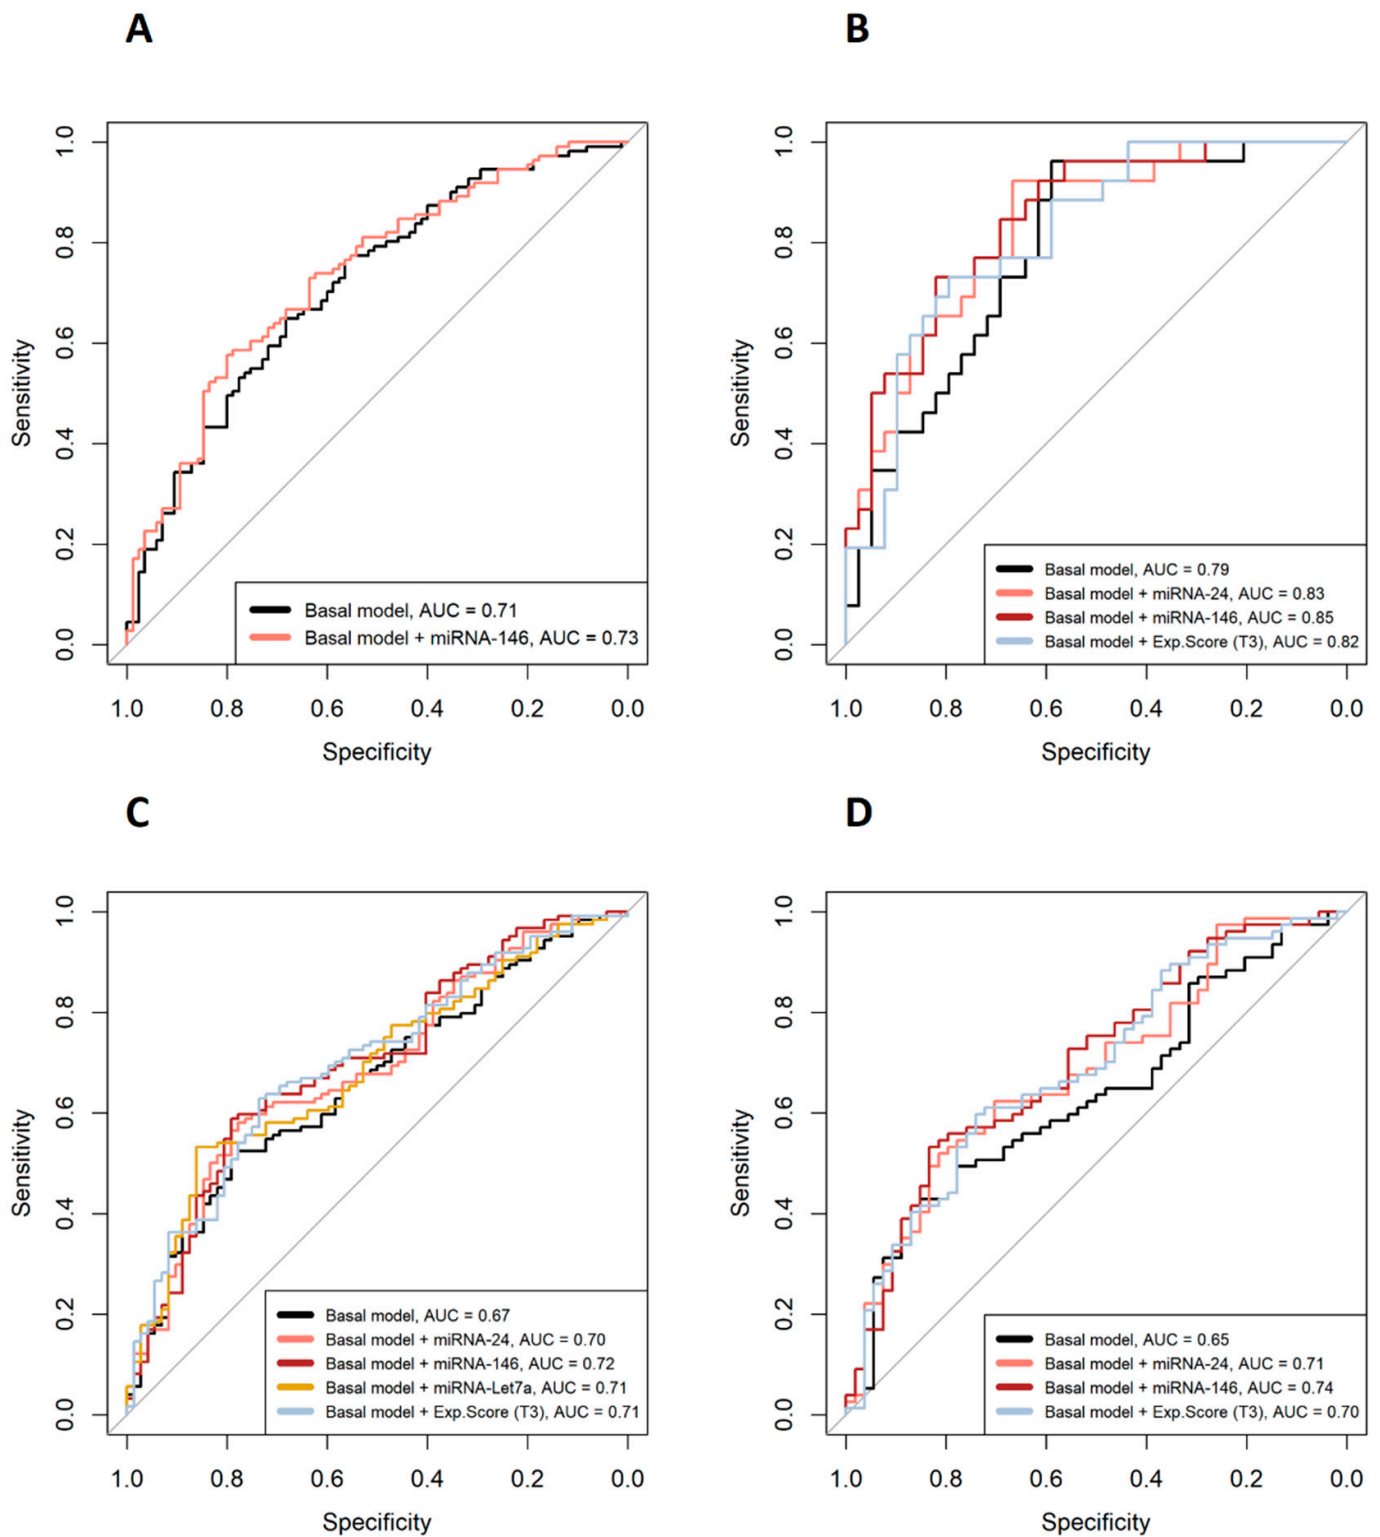 A
B
1.0
0.8
0.6
0.4
0.2
0.0
Sensitivity
Basal model, AUC = 0.71
Basal model + miRNA-146, AUC = 0.73
1.0 0.8 0.6 0.4 0.2 0.0
Specificity
1.0
0.8
0.6
0.4
0.2
0.0
Sensitivity
Basal model, AUC = 0.79
Basal model + miRNA-24, AUC = 0.83
Basal model + miRNA-146, AUC = 0.85
Basal model + Exp.Score (T3), AUC = 0.82
1.0 0.8 0.6 0.4 0.2 0.0
Specificity
C
D
1.0
0.8
0.6
0.4
0.2
0.0
Sensitivity
Basal model, AUC = 0.67
Basal model + miRNA-24, AUC = 0.70
Basal model + miRNA-146, AUC = 0.72
Basal model + miRNA-Let7a, AUC = 0.71
Basal model + Exp.Score (T3), AUC = 0.71
1.0 0.8 0.6 0.4 0.2 0.0
Specificity
1.0
0.8
0.6
0.4
0.2
0.0
Sensitivity
Basal model, AUC = 0.65
Basal model + miRNA-24, AUC = 0.71
Basal model + miRNA-146, AUC = 0.74
Basal model + Exp.Score (T3), AUC = 0.70
1.0 0.8 0.6 0.4 0.2 0.0
Specificity